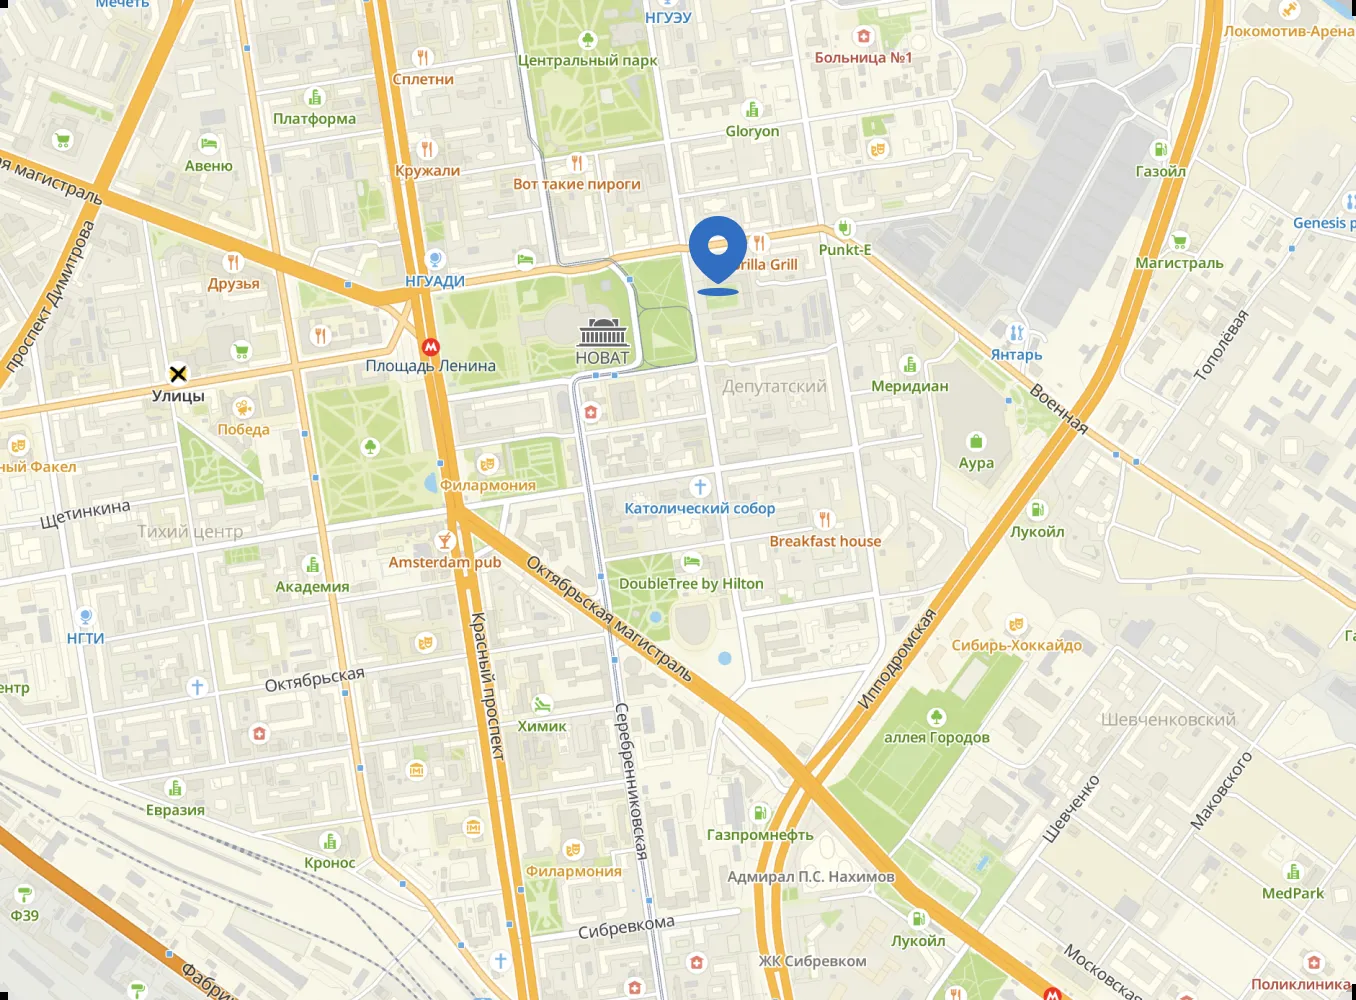 Мечеть
НГУЭУ
Локомотив-Арена
Больница №1
Центральный парк
Сплетни
Платформа
Gloryon
Авеню
Кружали
Вот такие пироги
Газойл
магистраль
Genesis
Punkt-E
Grill
Магистраль
НГУАДИ
Друзья
проспект Димитрова
НОВАТ
Площадь Ленина
Янтарь
Тополёвая
Депутатский
Меридиан
Улицы
Военная
Победа
Аура
Факел
Филармония
Католический собор
Щетинкина
Тихий центр
Лукойл
Breakfast house
Amsterdam pub
Академия
DoubleTree by Hilton
Октябрьская магистраль
НГТИ
Сибирь-Хоккайдо
Красный проспект
Ипподромская
Октябрьская
Шевченковский
Химик
аллея Городов
Серебренниковская
Маковского
Шевченко
Евразия
Газпромнефть
Кронос
Филармония
Адмирал П.С. Нахимов
MedPark
Ф39
Сибревкома
Лукойл
ЖК Сибревком
Московская
Поликлиника